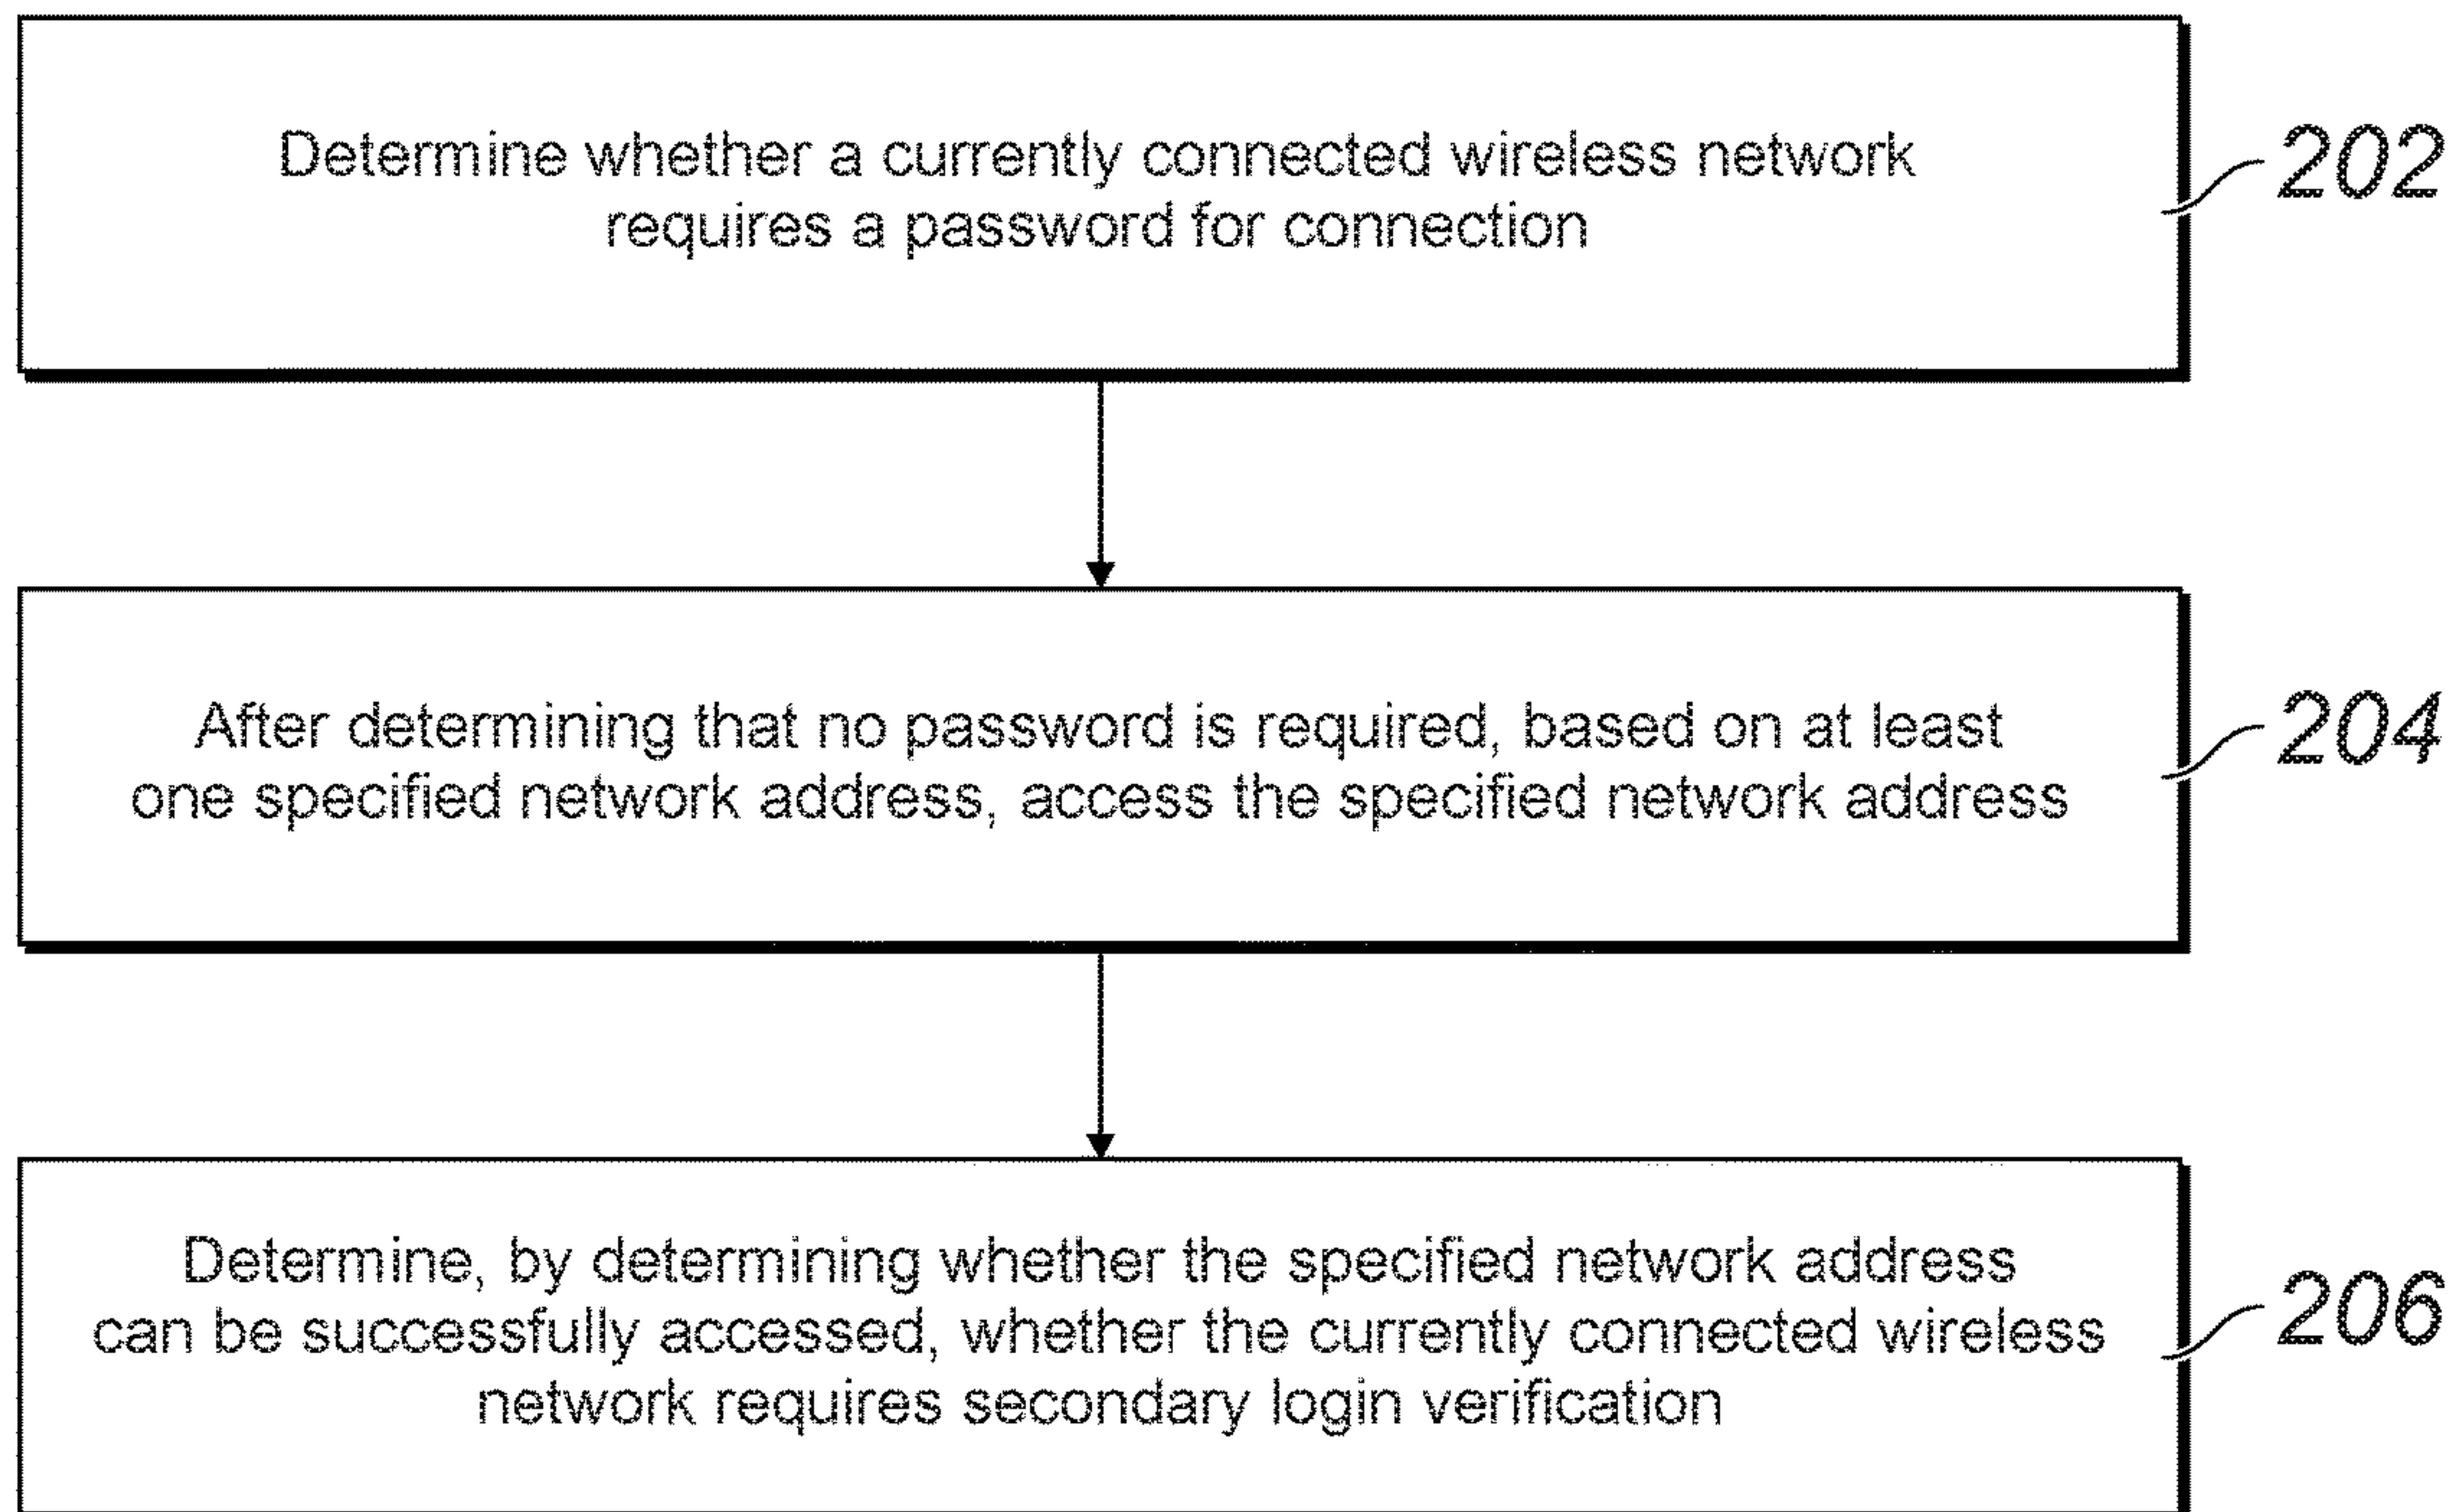 Determine whether a currently connected wireless network
requires a password for connection
202
After determining that no password is required, based on at least
one specified network address, access the specified network address
204
Determine, by determining whether the specified network address
can be successfully accessed, whether the currently connected wireless
network requires secondary login verification
206